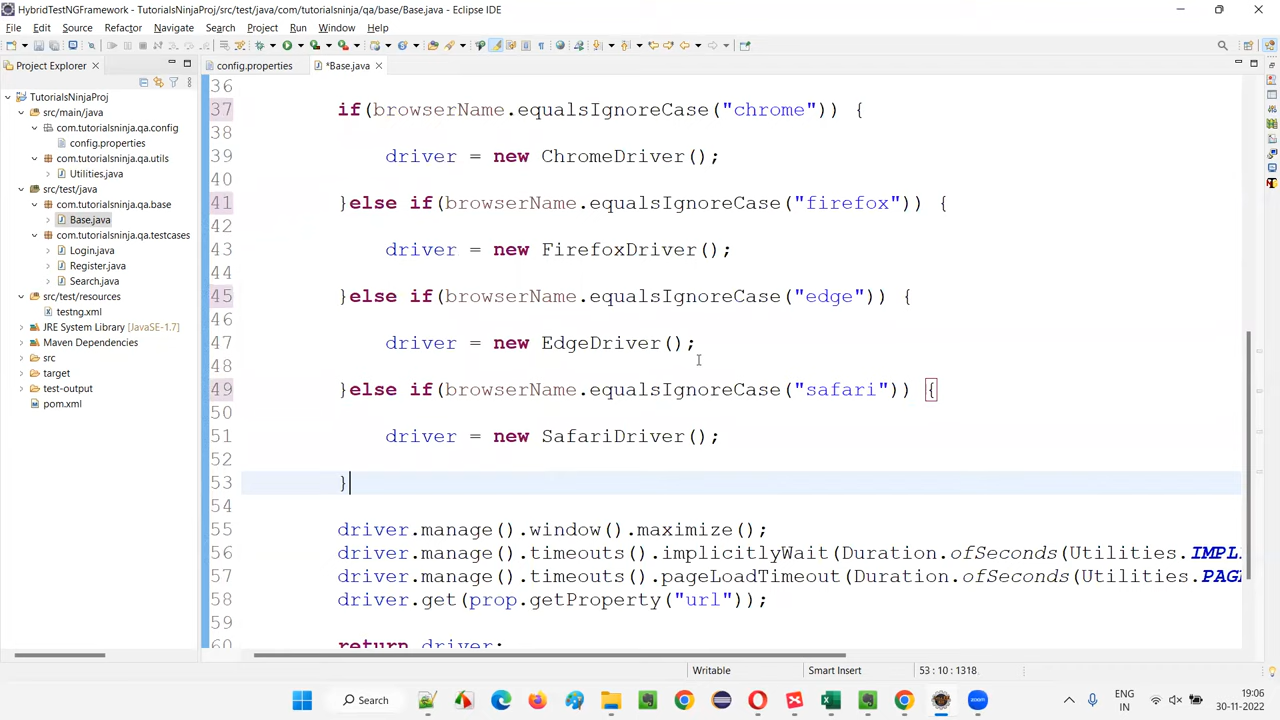 HybridTestNGFramework - TutorialsNinjaProj/src/test/java/com/tutorialsninja/qa/base/Base.java - Eclipse IDE
File Edit Source Refactor Navigate Search Project Run Window Help
Project Explorer
config.properties
*Base.java
TutorialsNinjaProj
src/main/java
com.tutorialsninja.qa.config
config.properties
com.tutorialsninja.qa.utils
Utilities.java
src/test/java
com.tutorialsninja.qa.base
Base.java
com.tutorialsninja.qa.testcases
Login.java
Register.java
Search.java
src/test/resources
testng.xml
JRE System Library [JavaSE-1.7]
Maven Dependencies
src
target
test-output
pom.xml
36
37 if(browserName.equalsIgnoreCase("chrome")) {
38
39 driver = new ChromeDriver();
40
41 }else if(browserName.equalsIgnoreCase("firefox")) {
42
43 driver = new FirefoxDriver();
44
45 }else if(browserName.equalsIgnoreCase("edge")) {
46
47 driver = new EdgeDriver();
48
49 }else if(browserName.equalsIgnoreCase("safari")) {
50
51 driver = new SafariDriver();
52
53 }
54
55 driver.manage().window().maximize();
56 driver.manage().timeouts().implicitlyWait(Duration.ofSeconds(Utilities.IMPL
57 driver.manage().timeouts().pageLoadTimeout(Duration.ofSeconds(Utilities.PAG
58 driver.get(prop.getProperty("url"));
59
60 return driver;
Writable Smart Insert 53 : 10 : 1318
Search
zoom
ENG
IN
19:06
30-11-2022